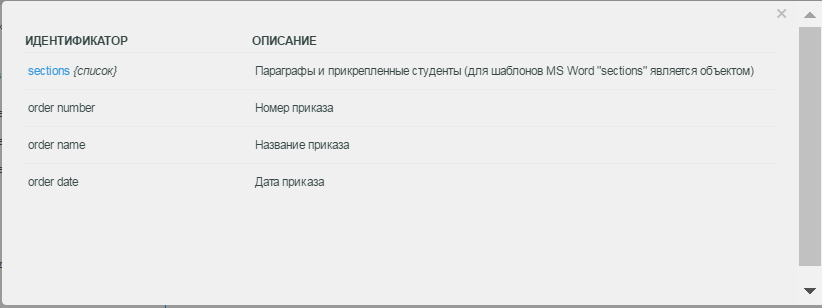 ИДЕНТИФИКАТОР ОПИСАНИЕ
sections {список} Параграфы и прикрепленные студенты (для шаблонов MS Word "sections" является объектом)
order number Номер приказа
order name Название приказа
order date Дата приказа